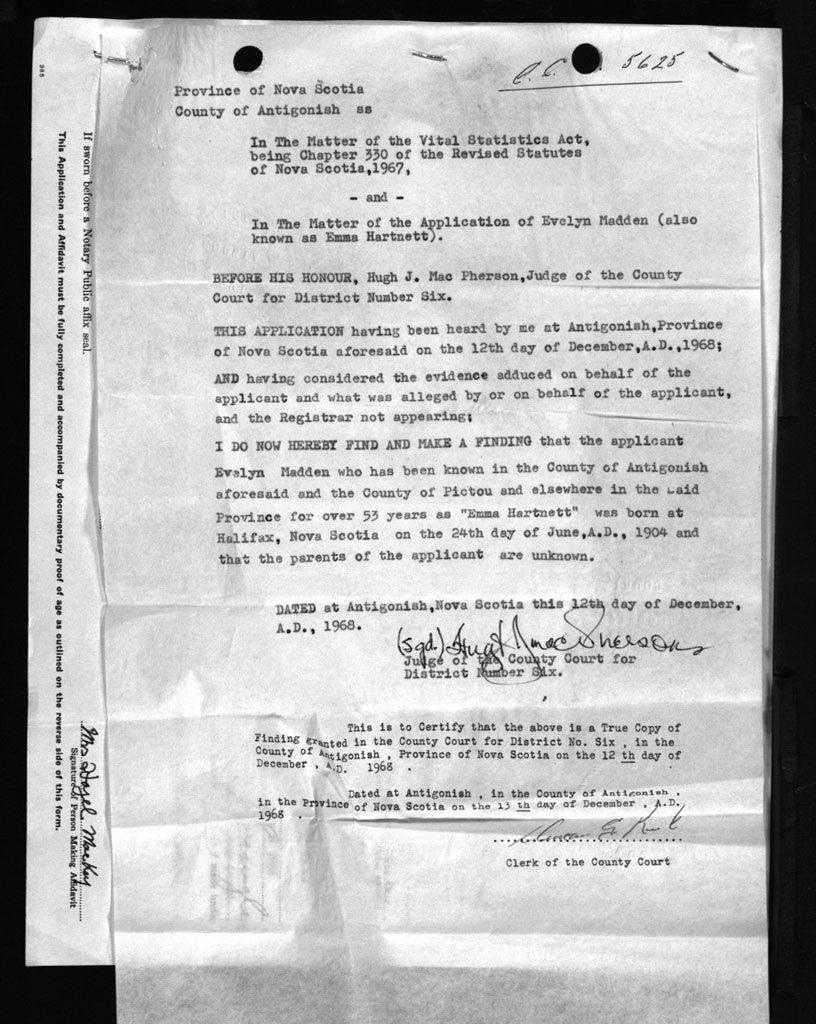 C. C. 5625
Province of Nova Scotia
County of Antigonish ss
In The Matter of the Vital Statistics Act,
being Chapter 330 of the Revised Statutes
of Nova Scotia,1967,
- and -
In The Matter of the Application of Evelyn Madden (also
known as Emma Hartnett).
BEFORE HIS HONOUR, Hugh J. Mac Pherson,Judge of the County
Court for District Number Six.
THIS APPLICATION having been heard by me at Antigonish,Province
of Nova Scotia aforesaid on the 12th day of December,A.D.,1968;
AND having considered the evidence adduced on behalf of the
applicant and what was alleged by or on behalf of the applicant,
and the Registrar not appearing;
I DO NOW HEREBY FIND AND MAKE A FINDING that the applicant
Evelyn Madden who has been known in the County of Antigonish
aforesaid and the County of Pictou and elsewhere in the said
Province for over 53 years as "Emma Hartnett" was born at
Halifax, Nova Scotia on the 24th day of June,A.D., 1904 and
that the parents of the applicant are unknown.
DATED at Antigonish,Nova Scotia this 12th day of December,
A.D., 1968.
(sgd.) Hugh J Mac Pherson
Judge of the County Court for
District Number Six.
This is to Certify that the above is a True Copy of
Finding granted in the County Court for District No. Six , in the
County of Antigonish , Province of Nova Scotia on the 12 th day of
December , A.D. 1968 .
Dated at Antigonish , in the County of Antigonish ,
in the Province of Nova Scotia on the 13 th day of December , A.D.
1968 .
Clerk of the County Court
385
If sworn before a Notary Public affix seal.
This Application and Affidavit must be fully completed and accompanied by documentary proof of age as outlined on the reverse side of this form.
Mrs Hazel MacKay
Signature of Person Making Affidavit